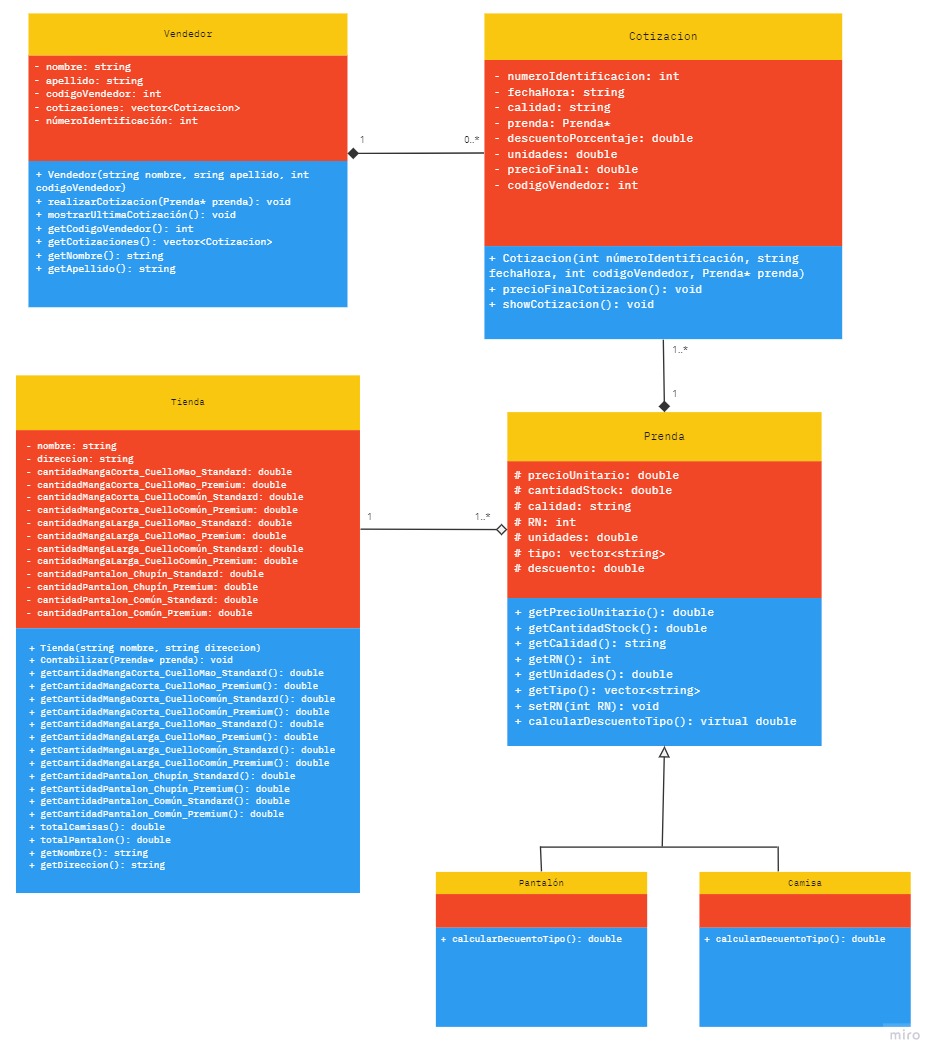 Vendedor
- nombre: string
- apellido: string
- codigoVendedor: int
- cotizaciones: vector<Cotizacion>
- númeroIdentificación: int
+ Vendedor(string nombre, sring apellido, int
codigoVendedor)
+ realizarCotizacion(Prenda* prenda): void
+ mostrarUltimaCotización(): void
+ getCodigoVendedor(): int
+ getCotizaciones(): vector<Cotizacion>
+ getNombre(): string
+ getApellido(): string
1
0..*
Cotizacion
- numeroIdentificacion: int
- fechaHora: string
- calidad: string
- prenda: Prenda*
- descuentoPorcentaje: double
- unidades: double
- precioFinal: double
- codigoVendedor: int
+ Cotizacion(int númeroIdentificación, string
fechaHora, int codigoVendedor, Prenda* prenda)
+ precioFinalCotizacion(): void
+ showCotizacion(): void
1..*
1
Tienda
- nombre: string
- direccion: string
- cantidadMangaCorta_CuelloMao_Standard: double
- cantidadMangaCorta_CuelloMao_Premium: double
- cantidadMangaCorta_CuelloComún_Standard: double
- cantidadMangaCorta_CuelloComún_Premium: double
- cantidadMangaLarga_CuelloMao_Standard: double
- cantidadMangaLarga_CuelloMao_Premium: double
- cantidadMangaLarga_CuelloComún_Standard: double
- cantidadMangaLarga_CuelloComún_Premium: double
- cantidadPantalon_Chupín_Standard: double
- cantidadPantalon_Chupín_Premium: double
- cantidadPantalon_Común_Standard: double
- cantidadPantalon_Común_Premium: double
+ Tienda(string nombre, string direccion)
+ Contabilizar(Prenda* prenda): void
+ getCantidadMangaCorta_CuelloMao_Standard(): double
+ getCantidadMangaCorta_CuelloMao_Premium(): double
+ getCantidadMangaCorta_CuelloComún_Standard(): double
+ getCantidadMangaCorta_CuelloComún_Premium(): double
+ getCantidadMangaLarga_CuelloMao_Standard(): double
+ getCantidadMangaLarga_CuelloMao_Premium(): double
+ getCantidadMangaLarga_CuelloComún_Standard(): double
+ getCantidadMangaLarga_CuelloComún_Premium(): double
+ getCantidadPantalon_Chupín_Standard(): double
+ getCantidadPantalon_Chupín_Premium(): double
+ getCantidadPantalon_Común_Standard(): double
+ getCantidadPantalon_Común_Premium(): double
+ totalCamisas(): double
+ totalPantalon(): double
+ getNombre(): string
+ getDireccion(): string
1
1..*
Prenda
# precioUnitario: double
# cantidadStock: double
# calidad: string
# RN: int
# unidades: double
# tipo: vector<string>
# descuento: double
+ getPrecioUnitario(): double
+ getCantidadStock(): double
+ getCalidad(): string
+ getRN(): int
+ getUnidades(): double
+ getTipo(): vector<string>
+ setRN(int RN): void
+ calcularDescuentoTipo(): virtual double
Pantalón
+ calcularDecuentoTipo(): double
Camisa
+ calcularDecuentoTipo(): double
miro